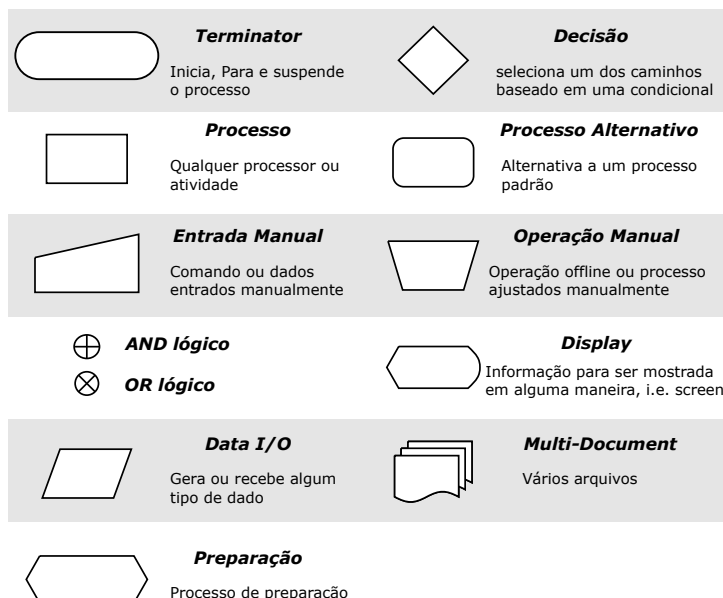 Terminator
Inicia, Para e suspende
o processo
Decisão
seleciona um dos caminhos
baseado em uma condicional
Processo
Qualquer processor ou
atividade
Processo Alternativo
Alternativa a um processo
padrão
Entrada Manual
Comando ou dados
entrados manualmente
Operação Manual
Operação offline ou processo
ajustados manualmente
AND lógico
OR lógico
Display
Informação para ser mostrada
em alguma maneira, i.e. screen
Data I/O
Gera ou recebe algum
tipo de dado
Multi-Document
Vários arquivos
Preparação
Processo de preparação